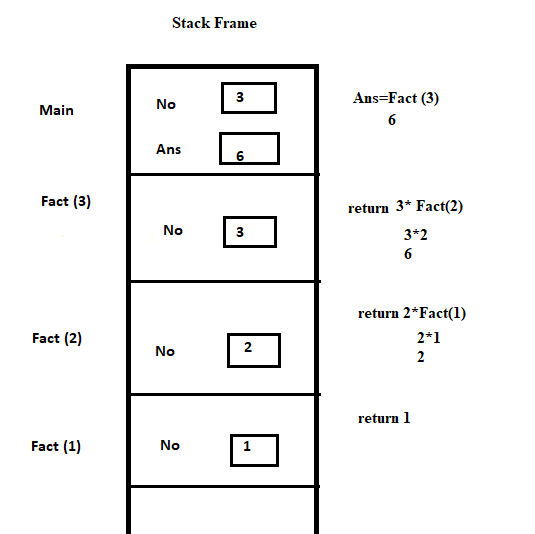 Stack Frame
Main
No
3
Ans=Fact (3)
6
Ans
6
Fact (3)
No
3
return 3* Fact(2)
3*2
6
Fact (2)
No
2
return 2*Fact(1)
2*1
2
Fact (1)
No
1
return 1